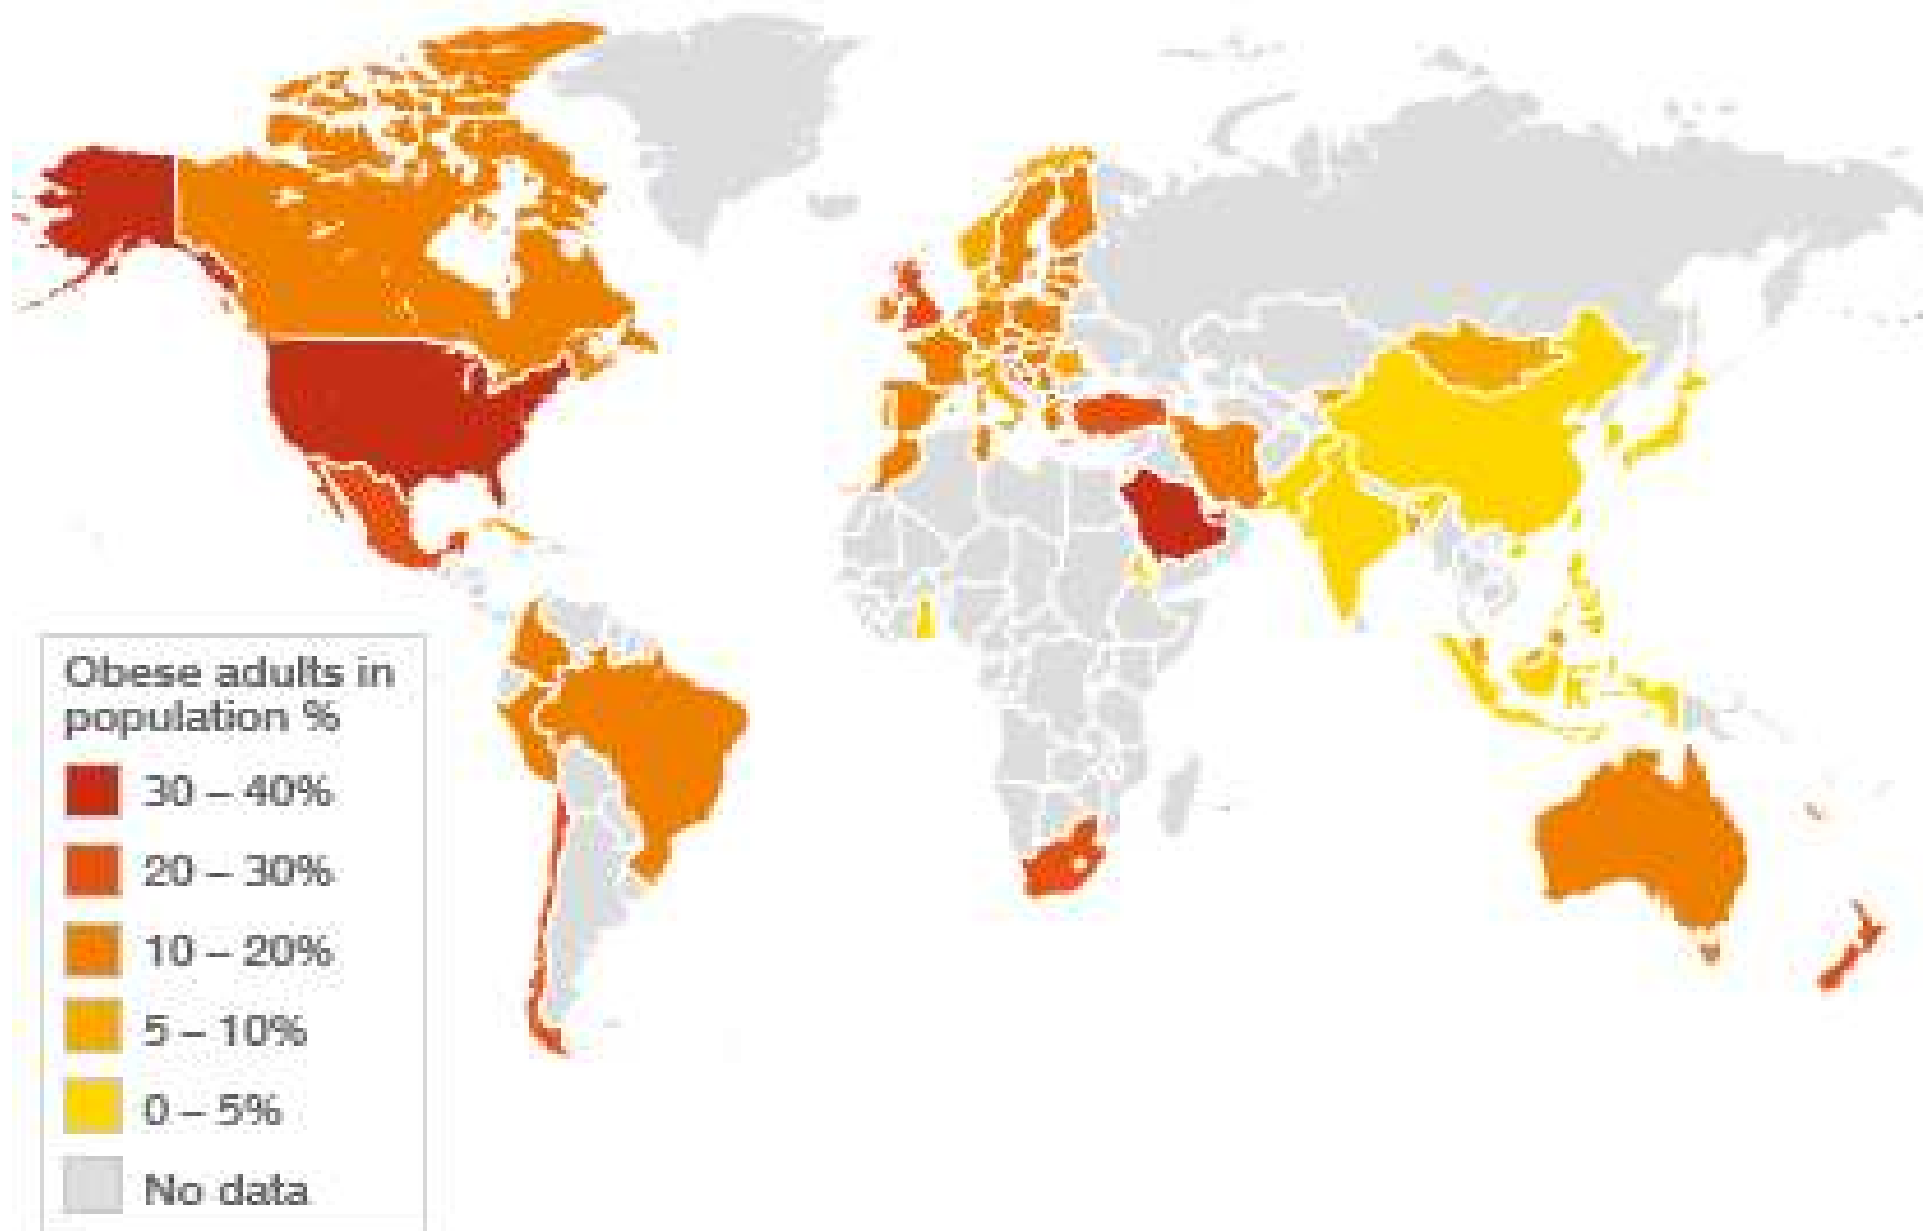 Obese adults in
population %
30 – 40%
20 – 30%
10 – 20%
5 – 10%
0 – 5%
No data